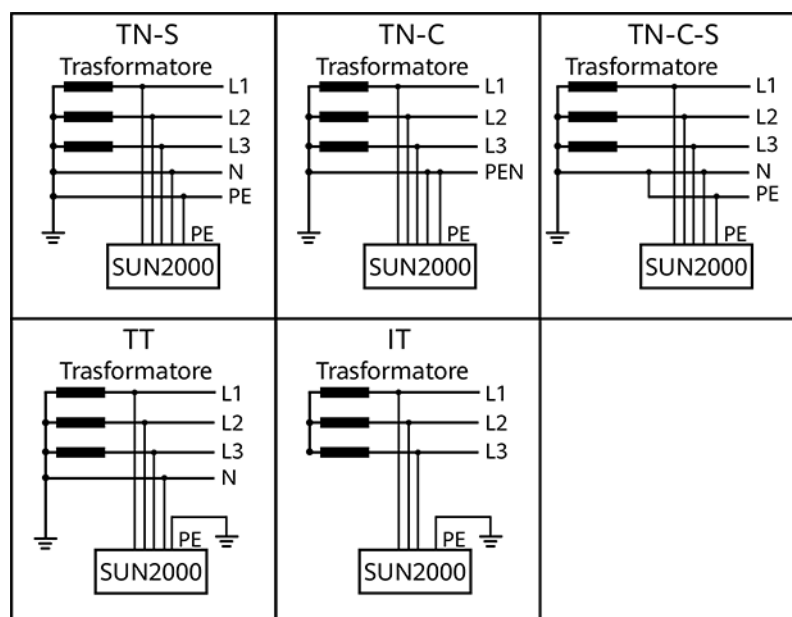 TN-S
Trasformatore
L1
L2
L3
N
PE
PE
SUN2000
TN-C
Trasformatore
L1
L2
L3
PEN
PE
SUN2000
TN-C-S
Trasformatore
L1
L2
L3
N
PE
PE
SUN2000
TT
Trasformatore
L1
L2
L3
N
PE
SUN2000
IT
Trasformatore
L1
L2
L3
PE
SUN2000